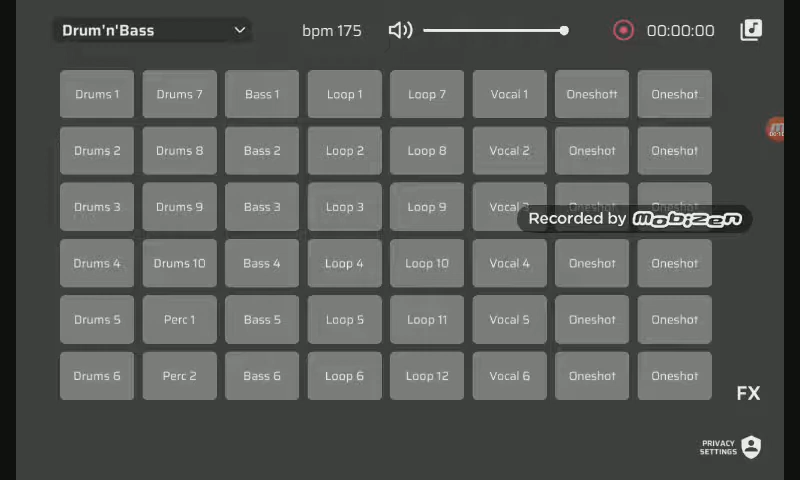 Drum'n'Bass bpm 175 00:00:00
Drums 1 Drums 7 Bass 1 Loop 1 Loop 7 Vocal 1 Oneshott Oneshot
Drums 2 Drums 8 Bass 2 Loop 2 Loop 8 Vocal 2 Oneshot Oneshot
Drums 3 Drums 9 Bass 3 Loop 3 Loop 9 Vocal 3 Oneshot Oneshot
Recorded by mobizen
Drums 4 Drums 10 Bass 4 Loop 4 Loop 10 Vocal 4 Oneshot Oneshot
Drums 5 Perc 1 Bass 5 Loop 5 Loop 11 Vocal 5 Oneshot Oneshot
Drums 6 Perc 2 Bass 6 Loop 6 Loop 12 Vocal 6 Oneshot Oneshot
FX
PRIVACY
SETTINGS